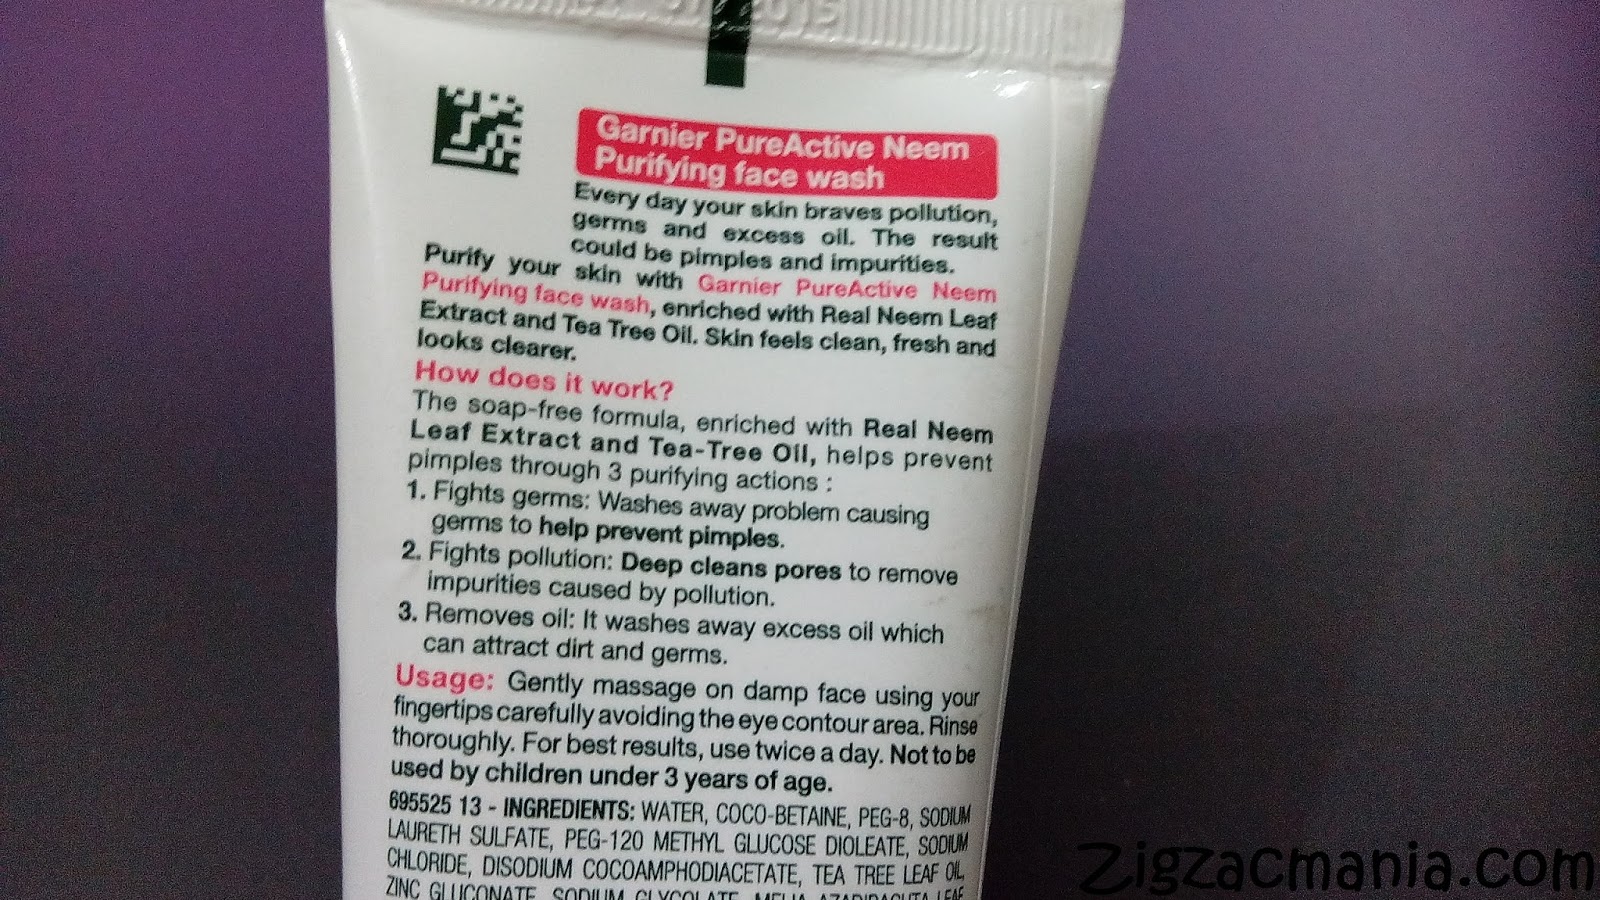 2015
Garnier PureActive Neem
Purifying face wash
Every day your skin braves pollution,
germs and excess oil. The result
could be pimples and impurities.
Purify your skin with Garnier PureActive Neem
Purifying face wash, enriched with Real Neem Leaf
Extract and Tea Tree Oil. Skin feels clean, fresh and
looks clearer.
How does it work?
The soap-free formula, enriched with Real Neem
Leaf Extract and Tea-Tree Oil, helps prevent
pimples through 3 purifying actions :
1. Fights germs: Washes away problem causing
germs to help prevent pimples.
2. Fights pollution: Deep cleans pores to remove
impurities caused by pollution.
3. Removes oil: It washes away excess oil which
can attract dirt and germs.
Usage: Gently massage on damp face using your
fingertips carefully avoiding the eye contour area. Rinse
thoroughly. For best results, use twice a day. Not to be
used by children under 3 years of age.
695525 13 - INGREDIENTS: WATER, COCO-BETAINE, PEG-8, SODIUM
LAURETH SULFATE, PEG-120 METHYL GLUCOSE DIOLEATE, SODIUM
CHLORIDE, DISODIUM COCOAMPHODIACETATE, TEA TREE LEAF OIL,
ZINC GLUCONATE, SODIUM GLYCOLATE, MELIA AZADIRACHTA LEAF
Zigzacmania.com